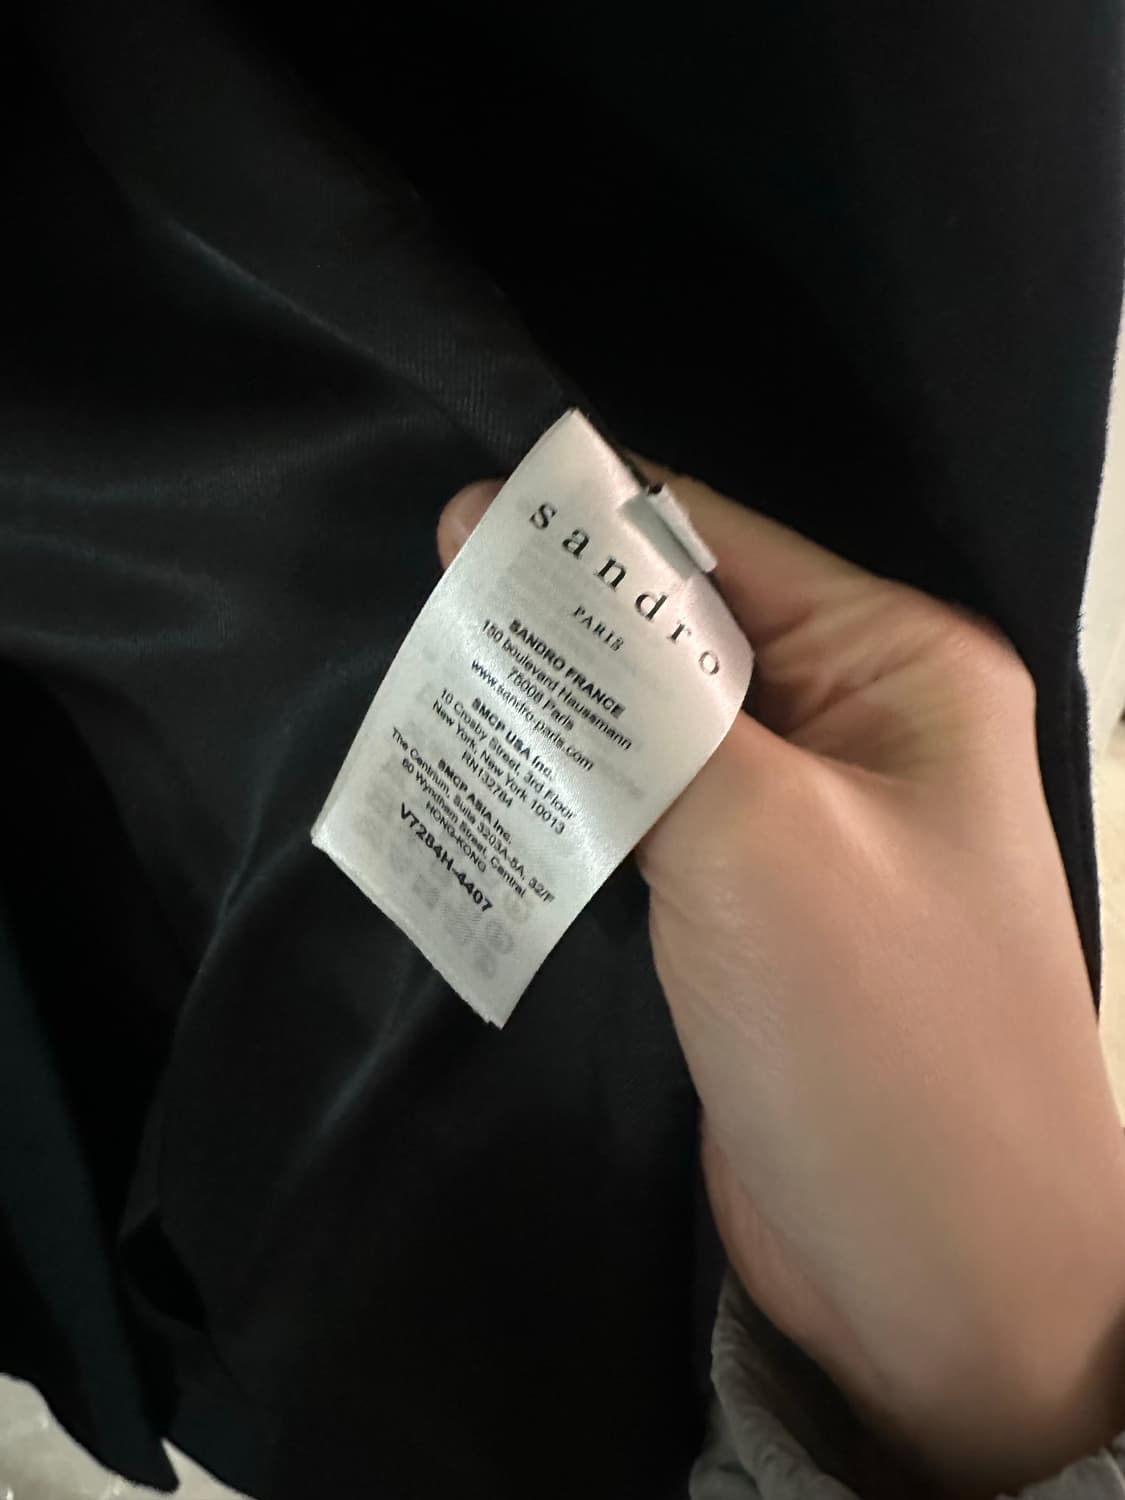 sandro
PARIS
SANDRO FRANCE
150 boulevard Haussmann
75008 Paris
www.sandro-paris.com
SMCP USA Inc.
10 Crosby Street, 3rd Floor
New York, New York 10013
RN132784
SMCP ASIA Inc.
The Centrium, Suite 3203A-5A, 32/F
60 Wyndham Street, Central
HONG-KONG
V7284H-4407